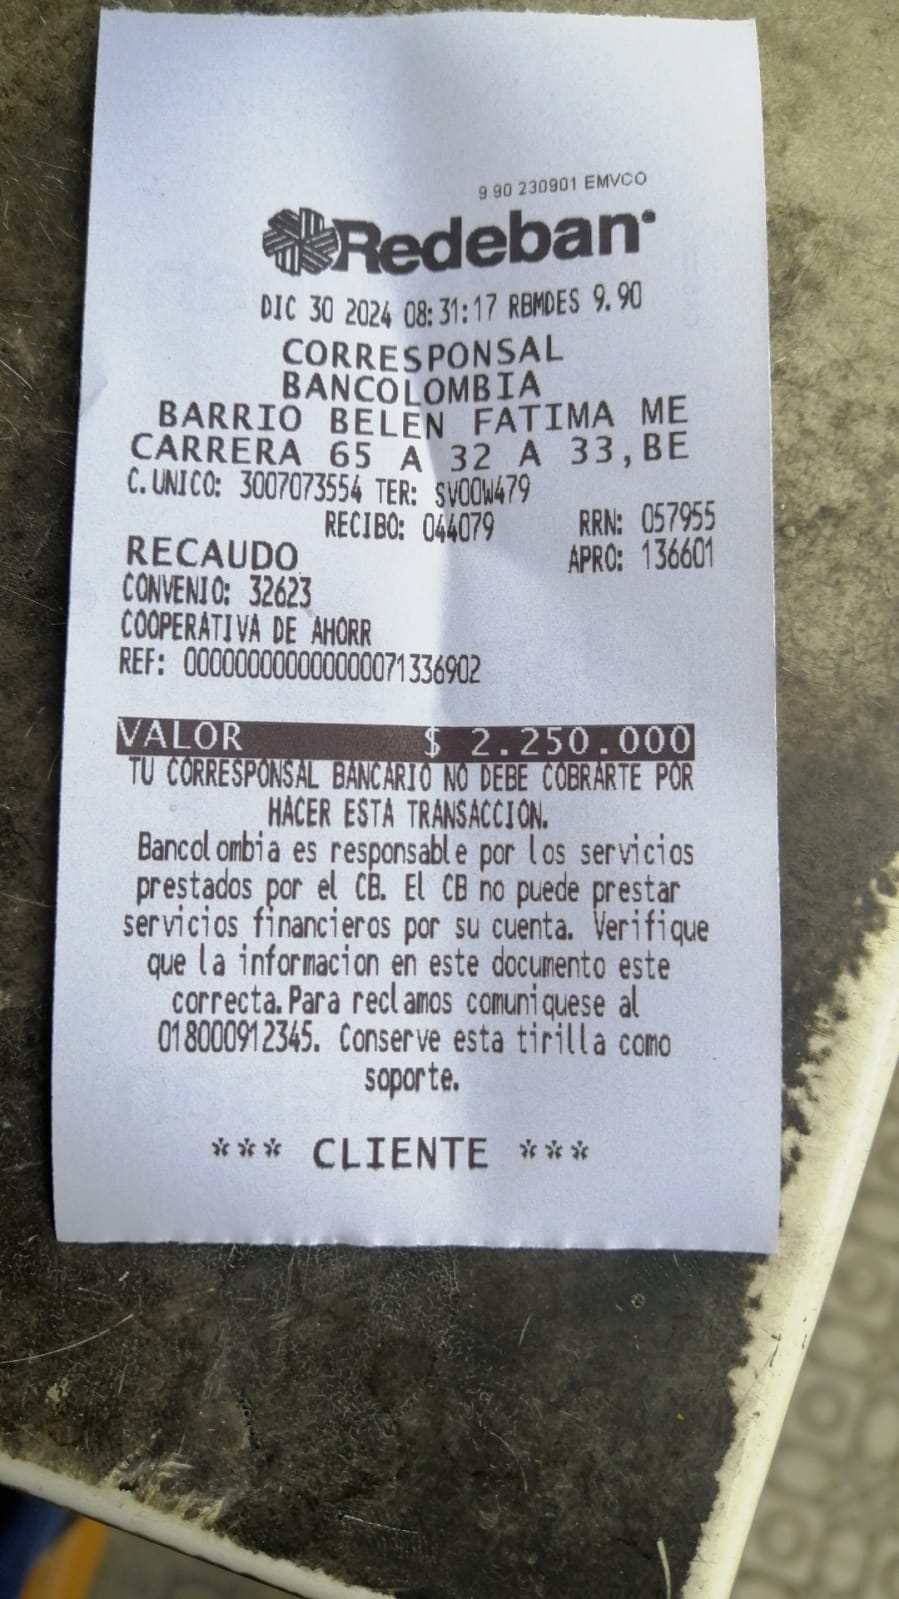 9.90 230901 EMVCO
Redeban
DIC 30 2024 08:31:17 RBMDES 9.90
CORRESPONSAL
BANCOLOMBIA
BARRIO BELEN FATIMA ME
CARRERA 65 A 32 A 33,BE
C.UNICO: 3007073554 TER: SV00W479
RECIBO: 044079 RRN: 057955
RECAUDO APRO: 136601
CONVENIO: 32623
COOPERATIVA DE AHORR
REF: 000000000000000071336902
VALOR $ 2.250.000
TU CORRESPONSAL BANCARIO NO DEBE COBRARTE POR
HACER ESTA TRANSACCION.
Bancolombia es responsable por los servicios
prestados por el CB. El CB no puede prestar
servicios financieros por su cuenta. Verifique
que la informacion en este documento este
correcta.Para reclamos comuniquese al
018000912345. Conserve esta tirilla como
soporte.
*** CLIENTE ***